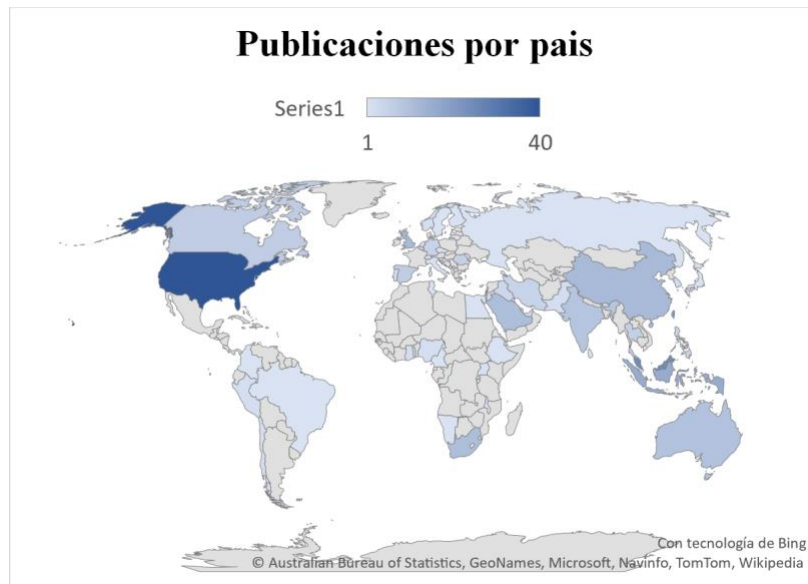 Publicaciones por pais
Series1
1 40
Con tecnología de Bing
© Australian Bureau of Statistics, GeoNames, Microsoft, Navinfo, TomTom, Wikipedia